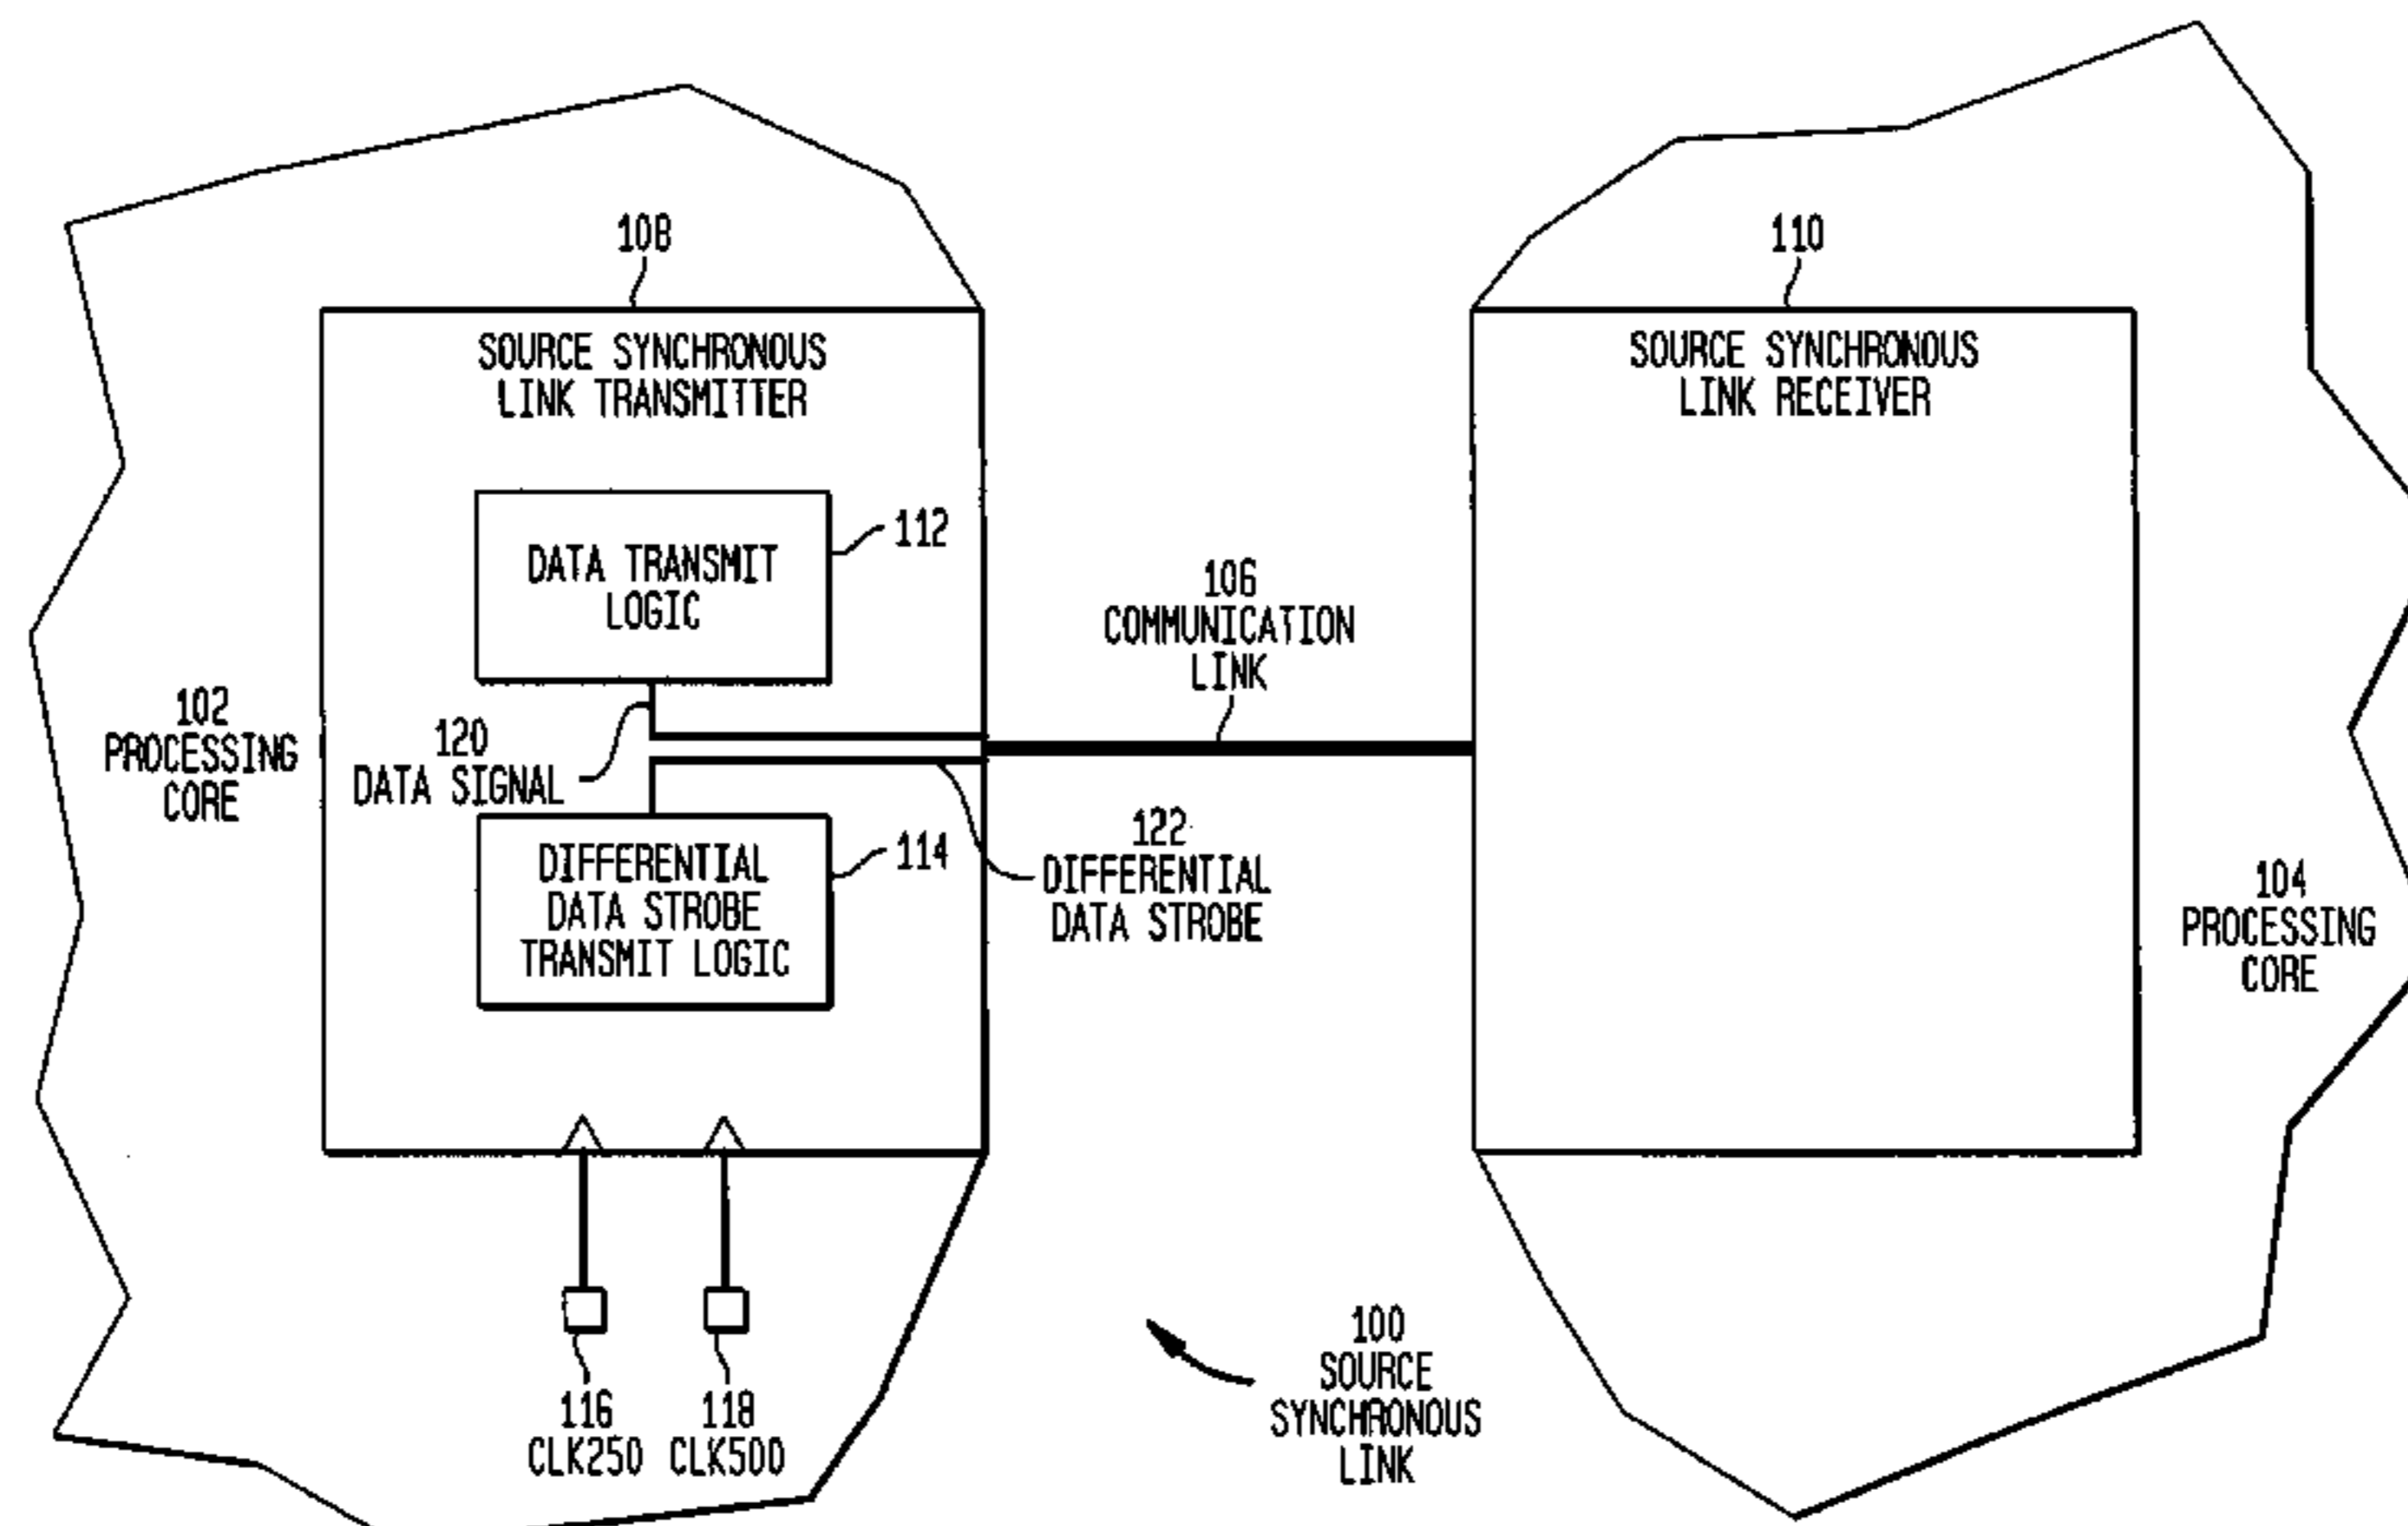 108
SOURCE SYNCHRONOUS
LINK TRANSMITTER
112
DATA TRANSMIT
LOGIC
102
PROCESSING
CORE
120
DATA SIGNAL
DIFFERENTIAL
DATA STROBE
TRANSMIT LOGIC
114
106
COMMUNICATION
LINK
122
DIFFERENTIAL
DATA STROBE
110
SOURCE SYNCHRONOUS
LINK RECEIVER
104
PROCESSING
CORE
116
CLK250
118
CLK500
100
SOURCE
SYNCHRONOUS
LINK